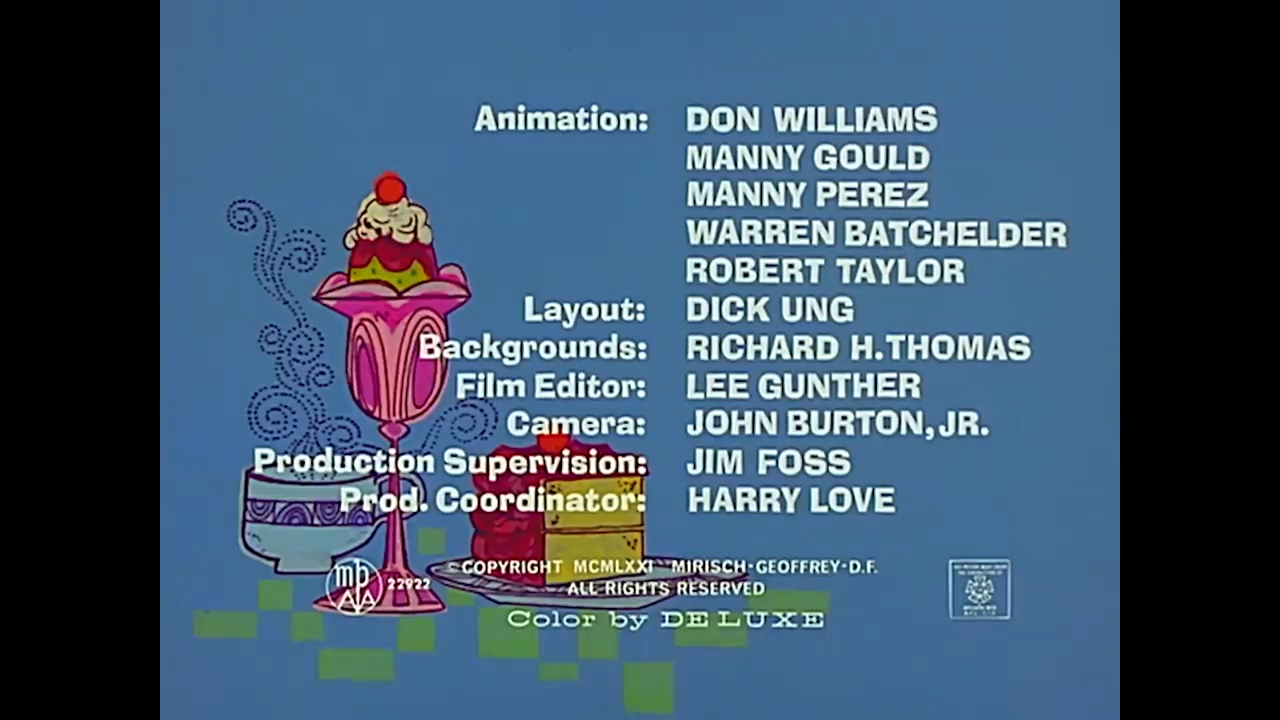 Animation: DON WILLIAMS
MANNY GOULD
MANNY PEREZ
WARREN BATCHELDER
ROBERT TAYLOR
Layout: DICK UNG
Backgrounds: RICHARD H. THOMAS
Film Editor: LEE GUNTHER
Camera: JOHN BURTON, JR.
Production Supervision: JIM FOSS
Prod. Coordinator: HARRY LOVE
© COPYRIGHT MCMLXXI MIRISCH-GEOFFREY-D.F.
mpAA 22922
ALL RIGHTS RESERVED
Color by DE LUXE